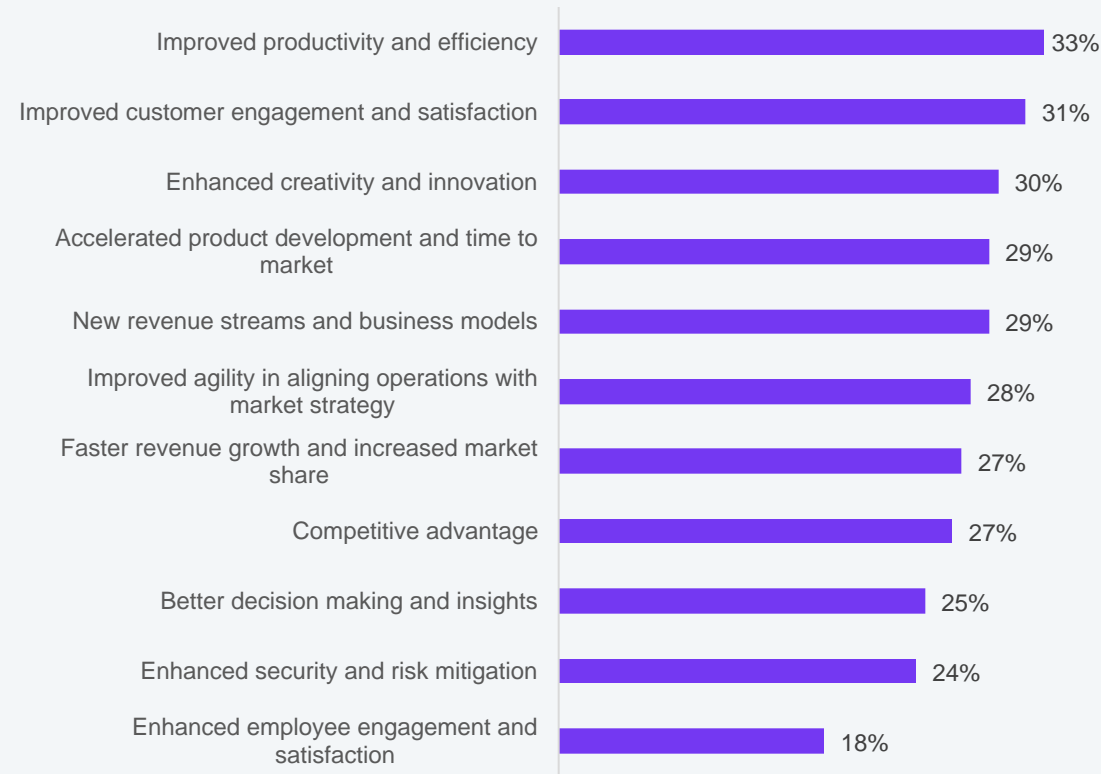 Improved productivity and efficiency 33%
Improved customer engagement and satisfaction 31%
Enhanced creativity and innovation 30%
Accelerated product development and time to
market 29%
New revenue streams and business models 29%
Improved agility in aligning operations with
market strategy 28%
Faster revenue growth and increased market
share 27%
Competitive advantage 27%
Better decision making and insights 25%
Enhanced security and risk mitigation 24%
Enhanced employee engagement and
satisfaction 18%